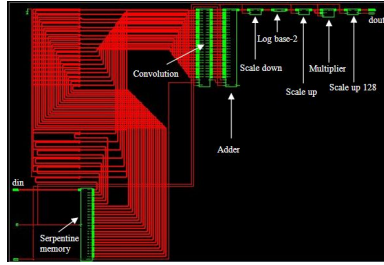 dout
Log base-2
Convolution
Scale down
Multiplier
Scale up
Scale up 128
Adder
din
Serpentine
memory